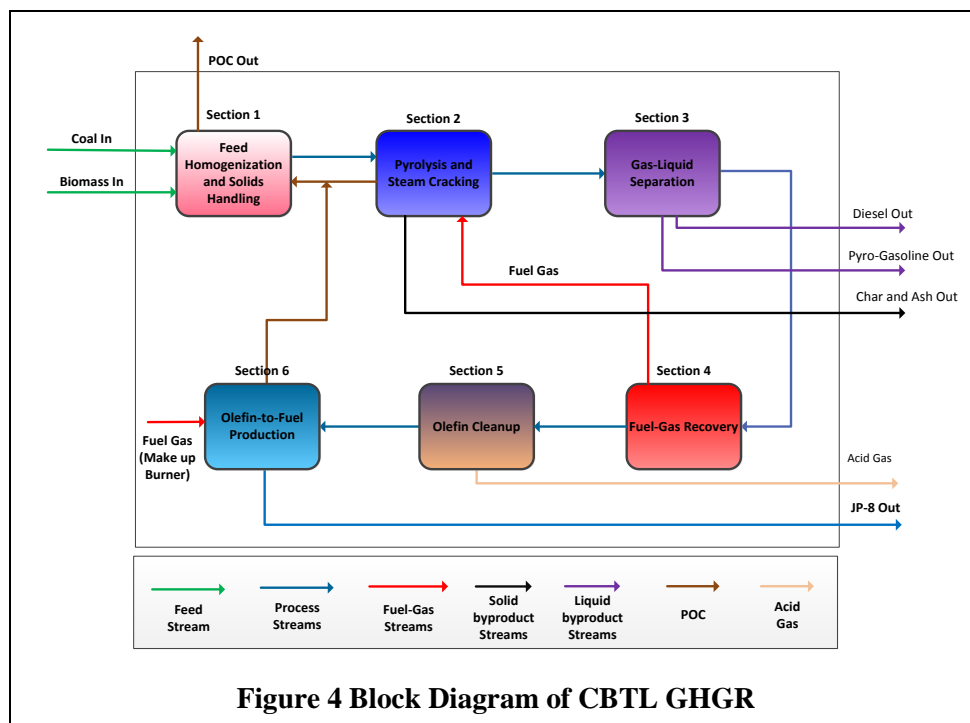 POC Out
Section 1
Section 2
Section 3
Coal In
Biomass In
Feed
Homogenization
and Solids
Handling
Pyrolysis and
Steam Cracking
Gas-Liquid
Separation
Diesel Out
Pyro-Gasoline Out
Fuel Gas
Char and Ash Out
Section 6
Section 5
Section 4
Olefin-to-Fuel
Production
Olefin Cleanup
Fuel-Gas Recovery
Fuel Gas
(Make up
Burner)
Acid Gas
JP-8 Out
Feed
Stream
Process
Streams
Fuel-Gas
Streams
Solid
byproduct
Streams
Liquid
byproduct
Streams
POC
Acid
Gas
Figure 4 Block Diagram of CBTL GHGR